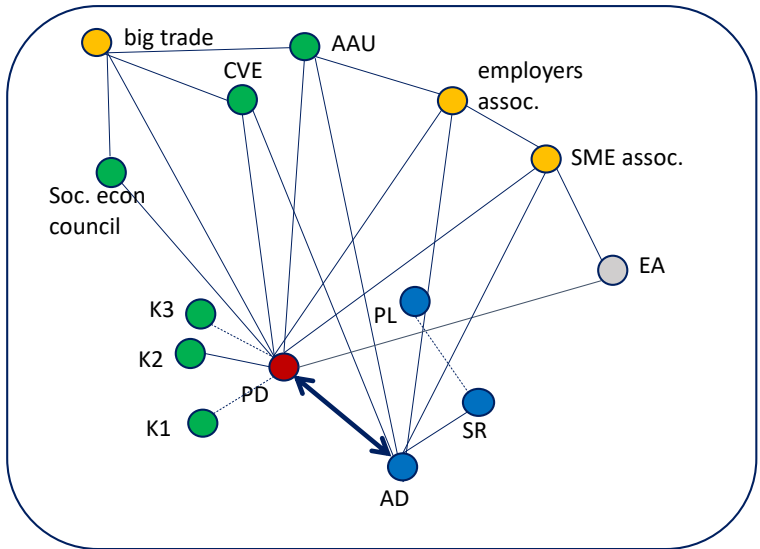 big trade
AAU
CVE
employers
assoc.
SME assoc.
Soc. econ
council
EA
K3
PL
K2
PD
K1
SR
AD